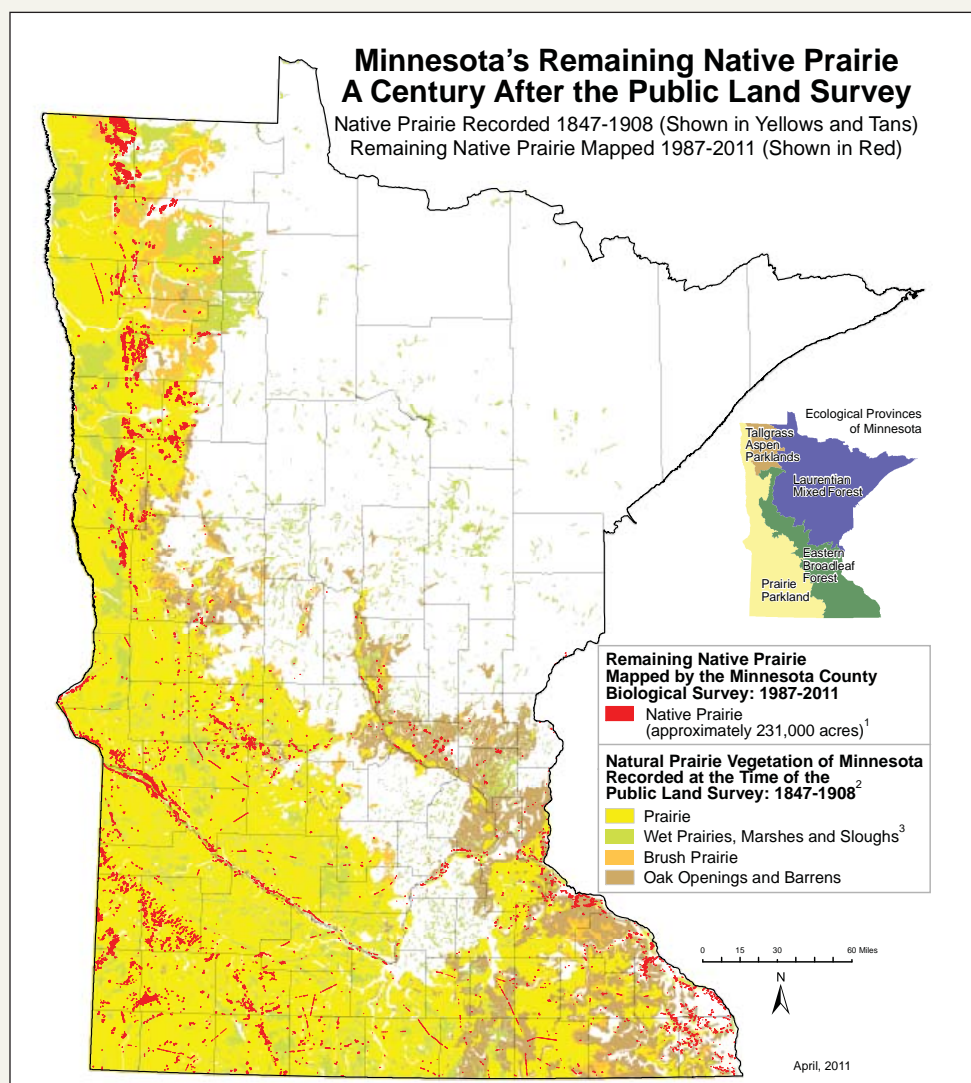 Minnesota's Remaining Native Prairie
A Century After the Public Land Survey
Native Prairie Recorded 1847-1908 (Shown in Yellows and Tans)
Remaining Native Prairie Mapped 1987-2011 (Shown in Red)
Ecological Provinces
of Minnesota
Tallgrass
Aspen
Parklands
Laurentian
Mixed Forest
Eastern
Broadleaf
Forest
Prairie
Parkland
Remaining Native Prairie
Mapped by the Minnesota County
Biological Survey: 1987-2011
Native Prairie
(approximately 231,000 acres)1
Natural Prairie Vegetation of Minnesota
Recorded at the Time of the
Public Land Survey: 1847-19082
Prairie
Wet Prairies, Marshes and Sloughs3
Brush Prairie
Oak Openings and Barrens
0 15 30 60 Miles
N
April, 2011